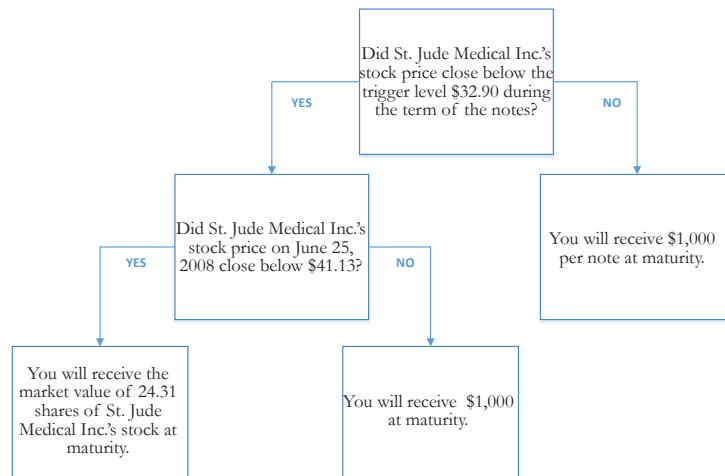 Did St. Jude Medical Inc.'s
stock price close below the
trigger level $32.90 during
the term of the notes?
YES
NO
Did St. Jude Medical Inc.'s
stock price on June 25,
2008 close below $41.13?
You will receive $1,000
per note at maturity.
YES
NO
You will receive the
market value of 24.31
shares of St. Jude
Medical Inc.'s stock at
maturity.
You will receive $1,000
at maturity.